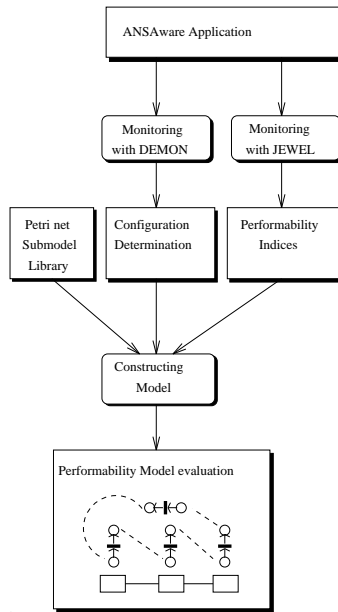 ANSAware Application
Monitoring
with DEMON
Monitoring
with JEWEL
Petri net
Submodel
Library
Configuration
Determination
Performability
Indices
Constructing
Model
Performability Model evaluation